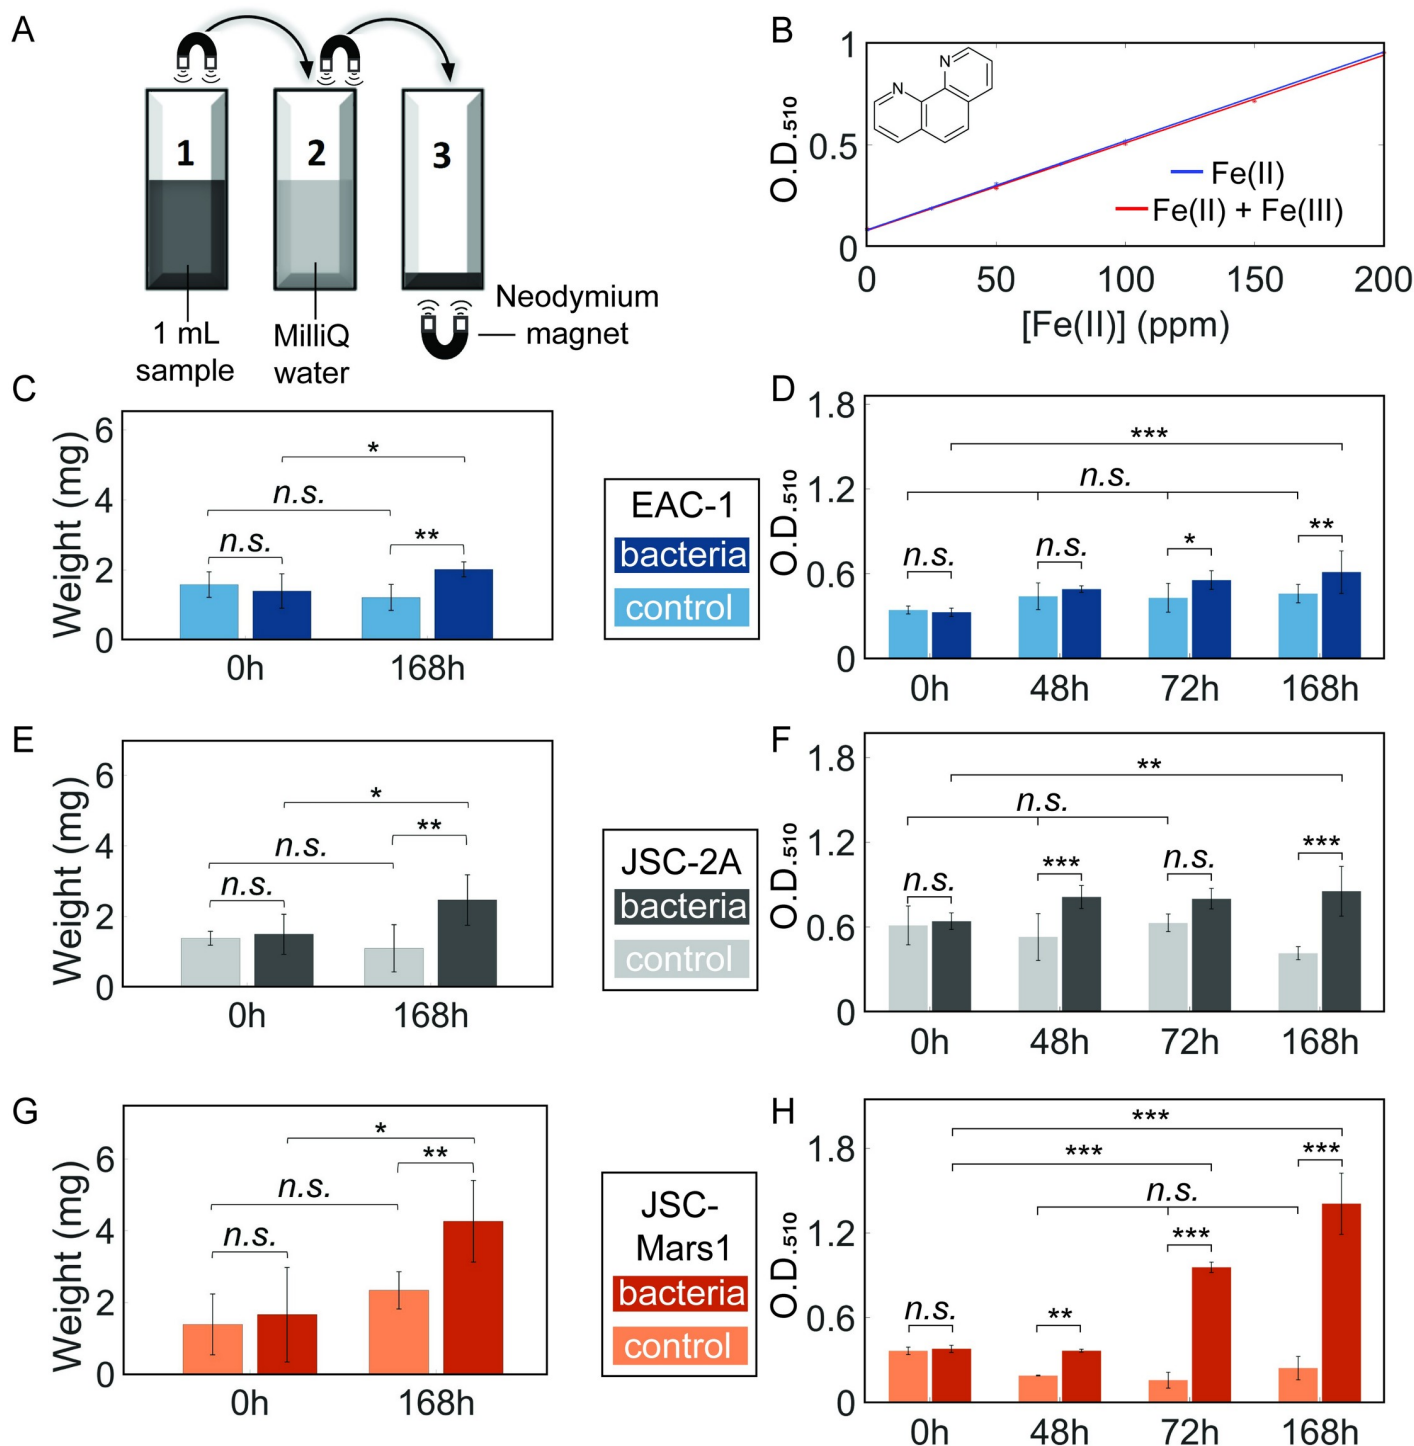 A
1
2
3
1 mL
sample
MilliQ
water
Neodymium
magnet
B
O.D.510
1
0.5
0
N
N
Fe(II)
Fe(II) + Fe(III)
0
50
100
150
200
[Fe(II)] (ppm)
C
Weight (mg)
6
4
2
0
*
n.s.
n.s.
**
0h
168h
EAC-1
bacteria
control
D
O.D.510
1.8
1.2
0.6
0
***
n.s.
n.s.
n.s.
*
**
0h
48h
72h
168h
E
Weight (mg)
6
4
2
0
*
n.s.
**
n.s.
0h
168h
JSC-2A
bacteria
control
F
O.D.510
1.8
1.2
0.6
0
**
n.s.
n.s.
***
n.s.
***
0h
48h
72h
168h
G
Weight (mg)
6
4
2
0
*
**
n.s.
n.s.
0h
168h
JSC-
Mars1
bacteria
control
H
O.D.510
1.8
1.2
0.6
0
***
***
***
n.s.
***
n.s.
**
0h
48h
72h
168h